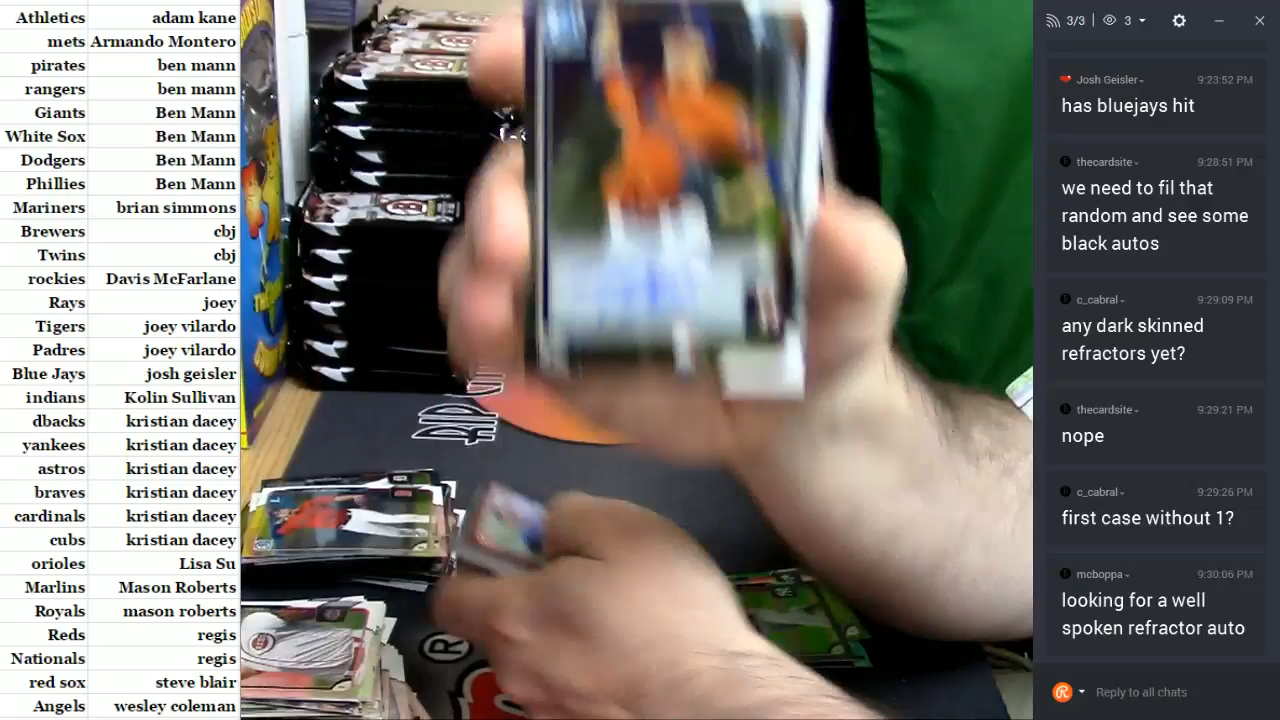 Athletics adam kane
mets Armando Montero
pirates ben mann
rangers ben mann
Giants Ben Mann
White Sox Ben Mann
Dodgers Ben Mann
Phillies Ben Mann
Mariners brian simmons
Brewers cbj
Twins cbj
rockies Davis McFarlane
Rays joey
Tigers joey vilardo
Padres joey vilardo
Blue Jays josh geisler
indians Kolin Sullivan
dbacks kristian dacey
yankees kristian dacey
astros kristian dacey
braves kristian dacey
cardinals kristian dacey
cubs kristian dacey
orioles Lisa Su
Marlins Mason Roberts
Royals mason roberts
Reds regis
Nationals regis
red sox steve blair
Angels wesley coleman
RIP
3/3 3
Josh Geisler 9:23:52 PM
has bluejays hit
thecardsite 9:28:51 PM
we need to fil that
random and see some
black autos
c_cabral 9:29:09 PM
any dark skinned
refractors yet?
thecardsite 9:29:21 PM
nope
c_cabral 9:29:26 PM
first case without 1?
mcboppa 9:30:06 PM
looking for a well
spoken refractor auto
Reply to all chats